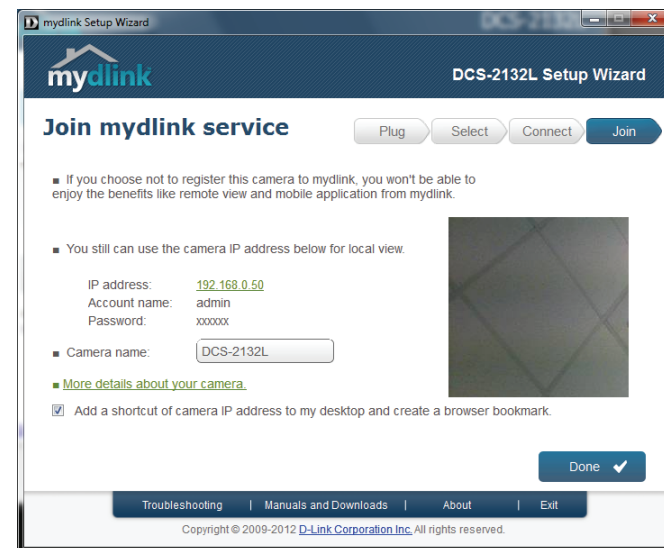 mydlink Setup Wizard
DCS-2132L
mydlink
DCS-2132L Setup Wizard
Join mydlink service
Plug
Select
Connect
Join
If you choose not to register this camera to mydlink, you won't be able to
enjoy the benefits like remote view and mobile application from mydlink.
You still can use the camera IP address below for local view.
IP address: 192.168.0.50
Account name: admin
Password: xxxxxx
Camera name: DCS-2132L
More details about your camera.
Add a shortcut of camera IP address to my desktop and create a browser bookmark.
Done
Troubleshooting | Manuals and Downloads | About | Exit
Copyright © 2009-2012 D-Link Corporation Inc. All rights reserved.